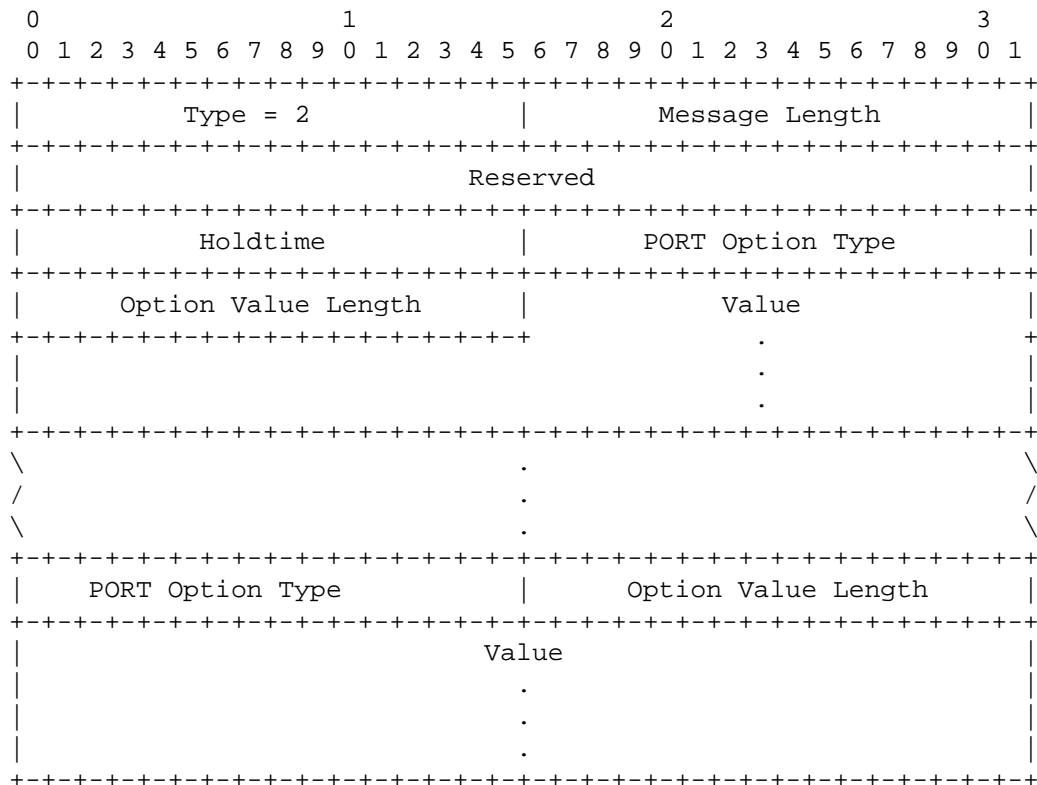 0                   1                   2                   3
0 1 2 3 4 5 6 7 8 9 0 1 2 3 4 5 6 7 8 9 0 1 2 3 4 5 6 7 8 9 0 1
+-+-+-+-+-+-+-+-+-+-+-+-+-+-+-+-+-+-+-+-+-+-+-+-+-+-+-+-+-+-+-+-+
|          Type = 2             |        Message Length         |
+-+-+-+-+-+-+-+-+-+-+-+-+-+-+-+-+-+-+-+-+-+-+-+-+-+-+-+-+-+-+-+-+
|                            Reserved                           |
+-+-+-+-+-+-+-+-+-+-+-+-+-+-+-+-+-+-+-+-+-+-+-+-+-+-+-+-+-+-+-+-+
|           Holdtime            |       PORT Option Type        |
+-+-+-+-+-+-+-+-+-+-+-+-+-+-+-+-+-+-+-+-+-+-+-+-+-+-+-+-+-+-+-+-+
|      Option Value Length      |            Value              |
+-+-+-+-+-+-+-+-+-+-+-+-+-+-+-+-+              .                +
|                                              .                |
|                                              .                |
+-+-+-+-+-+-+-+-+-+-+-+-+-+-+-+-+-+-+-+-+-+-+-+-+-+-+-+-+-+-+-+-+
\                               .                               \
/                               .                               /
\                               .                               \
+-+-+-+-+-+-+-+-+-+-+-+-+-+-+-+-+-+-+-+-+-+-+-+-+-+-+-+-+-+-+-+-+
|    PORT Option Type           |      Option Value Length      |
+-+-+-+-+-+-+-+-+-+-+-+-+-+-+-+-+-+-+-+-+-+-+-+-+-+-+-+-+-+-+-+-+
|                             Value                             |
|                               .                               |
|                               .                               |
|                               .                               |
+-+-+-+-+-+-+-+-+-+-+-+-+-+-+-+-+-+-+-+-+-+-+-+-+-+-+-+-+-+-+-+-+